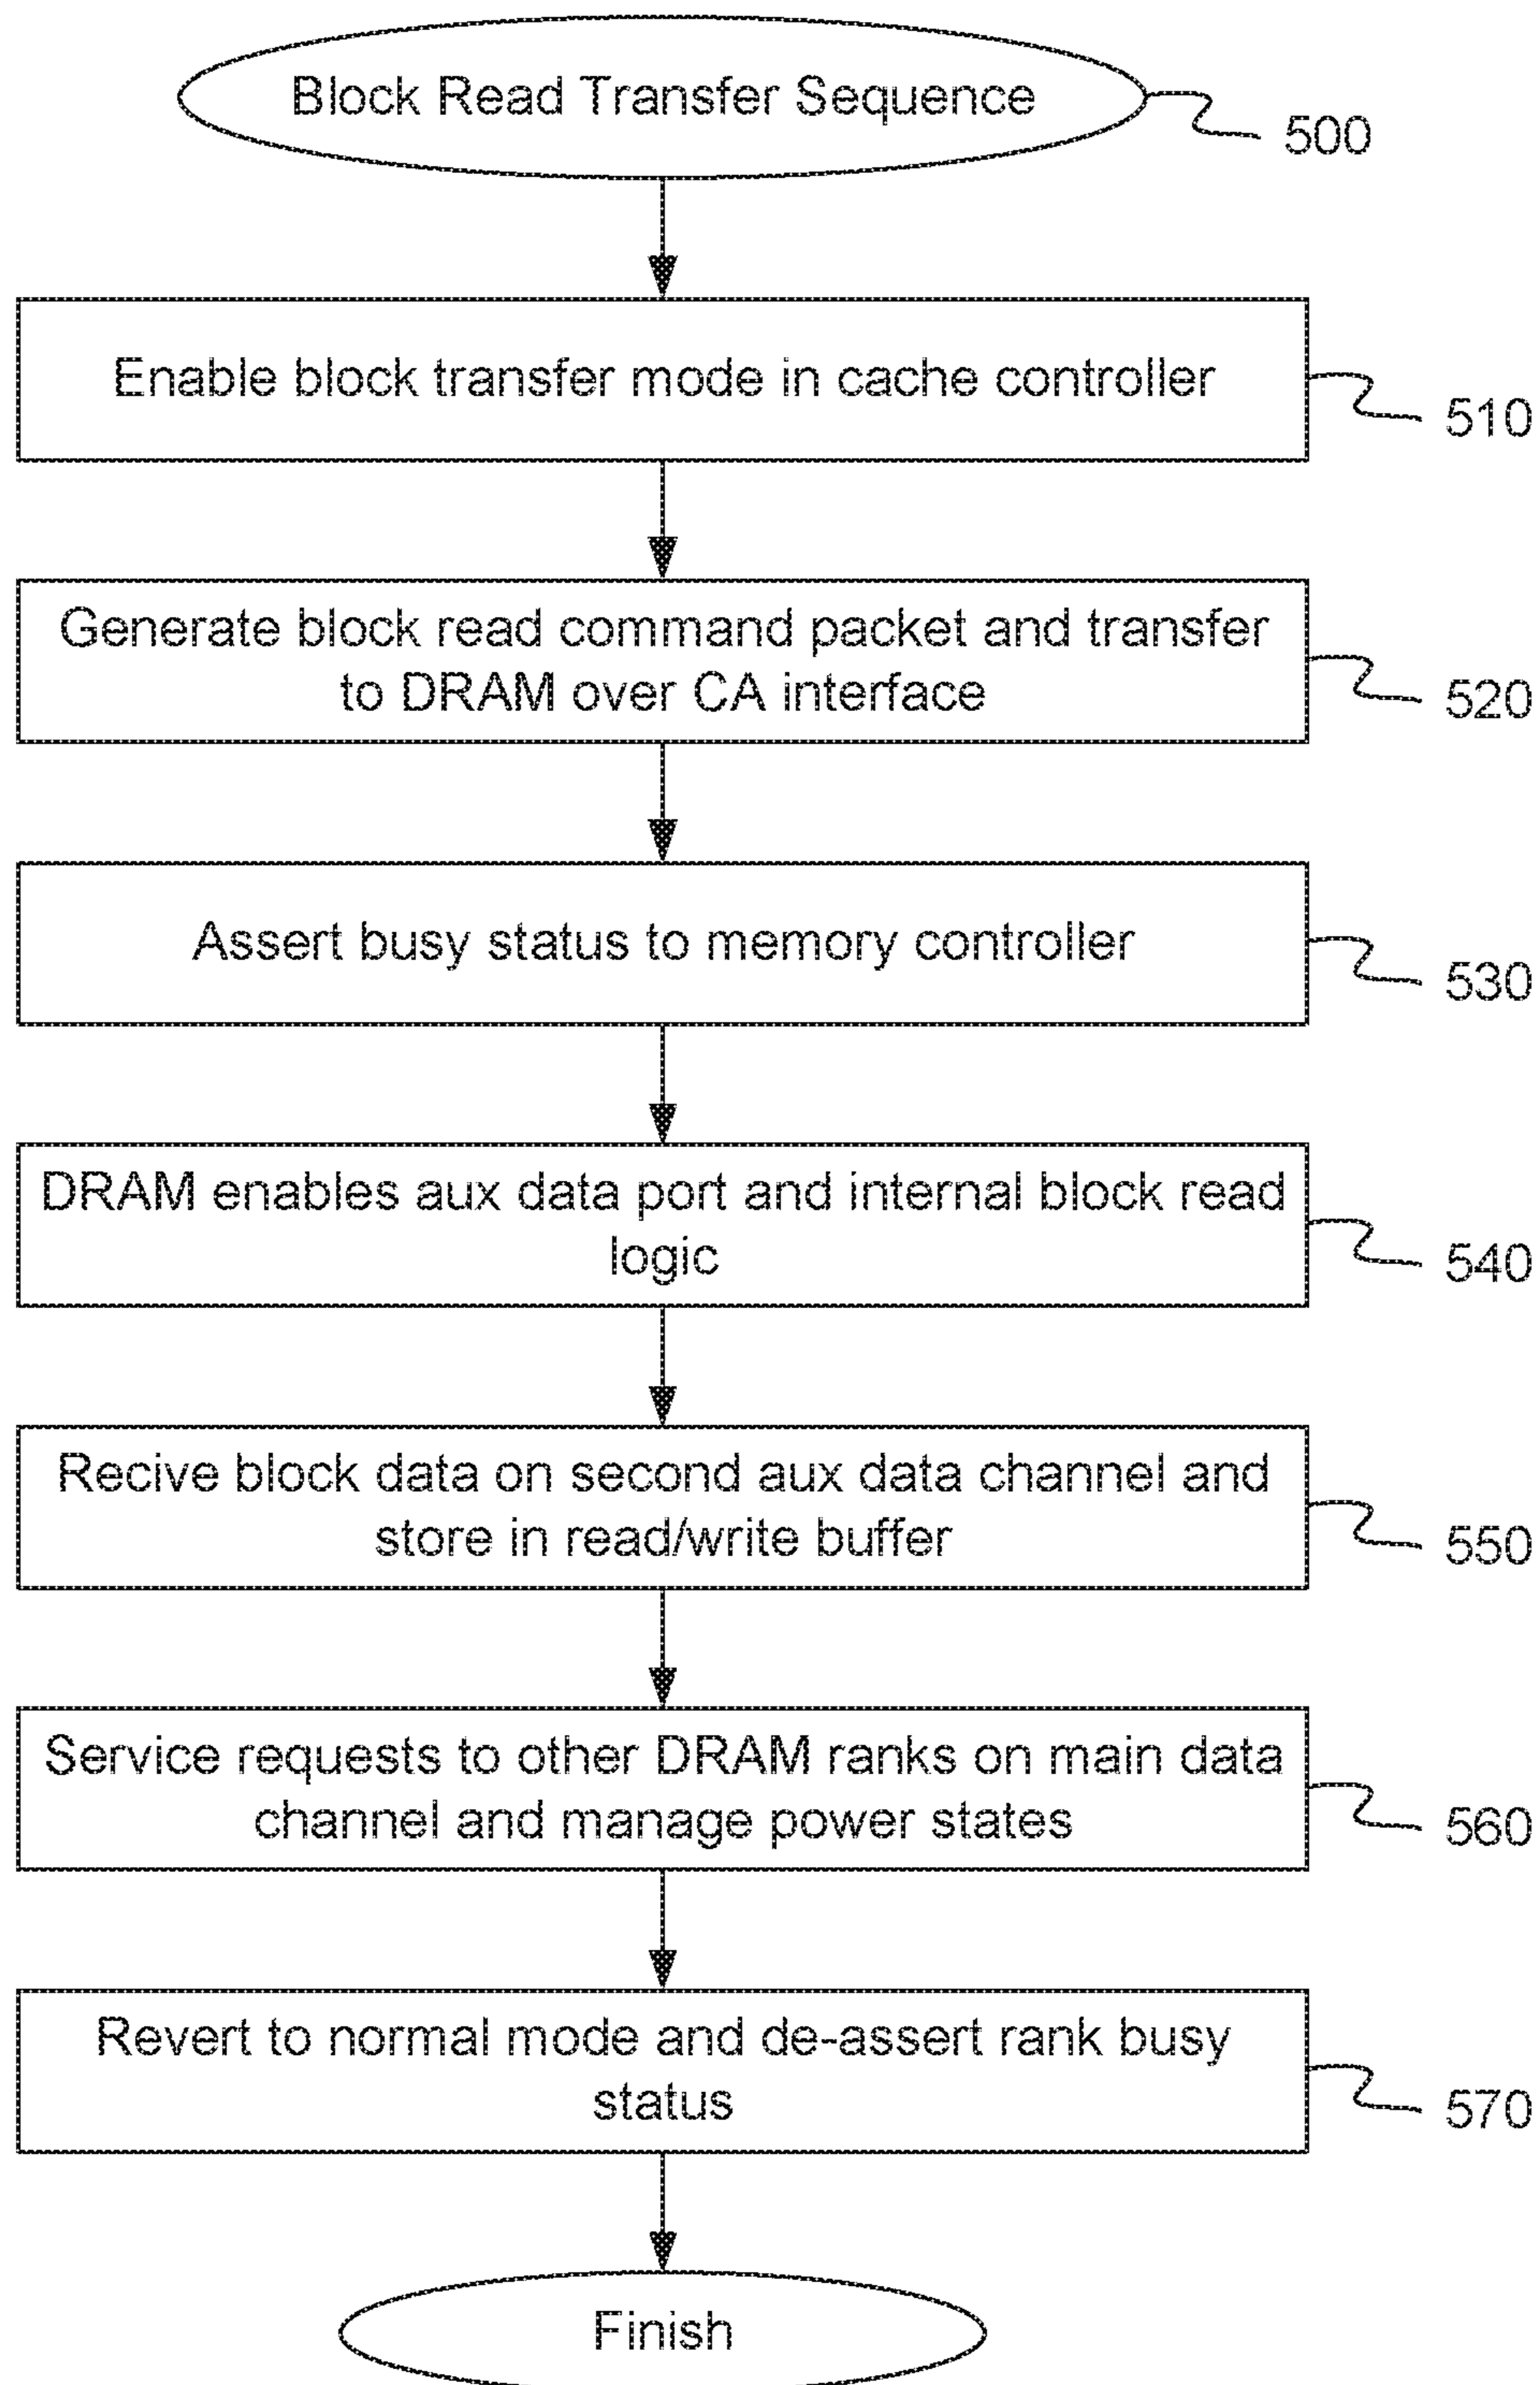 Block Read Transfer Sequence
500
Enable block transfer mode in cache controller
510
Generate block read command packet and transfer
to DRAM over CA interface
520
Assert busy status to memory controller
530
DRAM enables aux data port and internal block read
logic
540
Recive block data on second aux data channel and
store in read/write buffer
550
Service requests to other DRAM ranks on main data
channel and manage power states
560
Revert to normal mode and de-assert rank busy
status
570
Finish